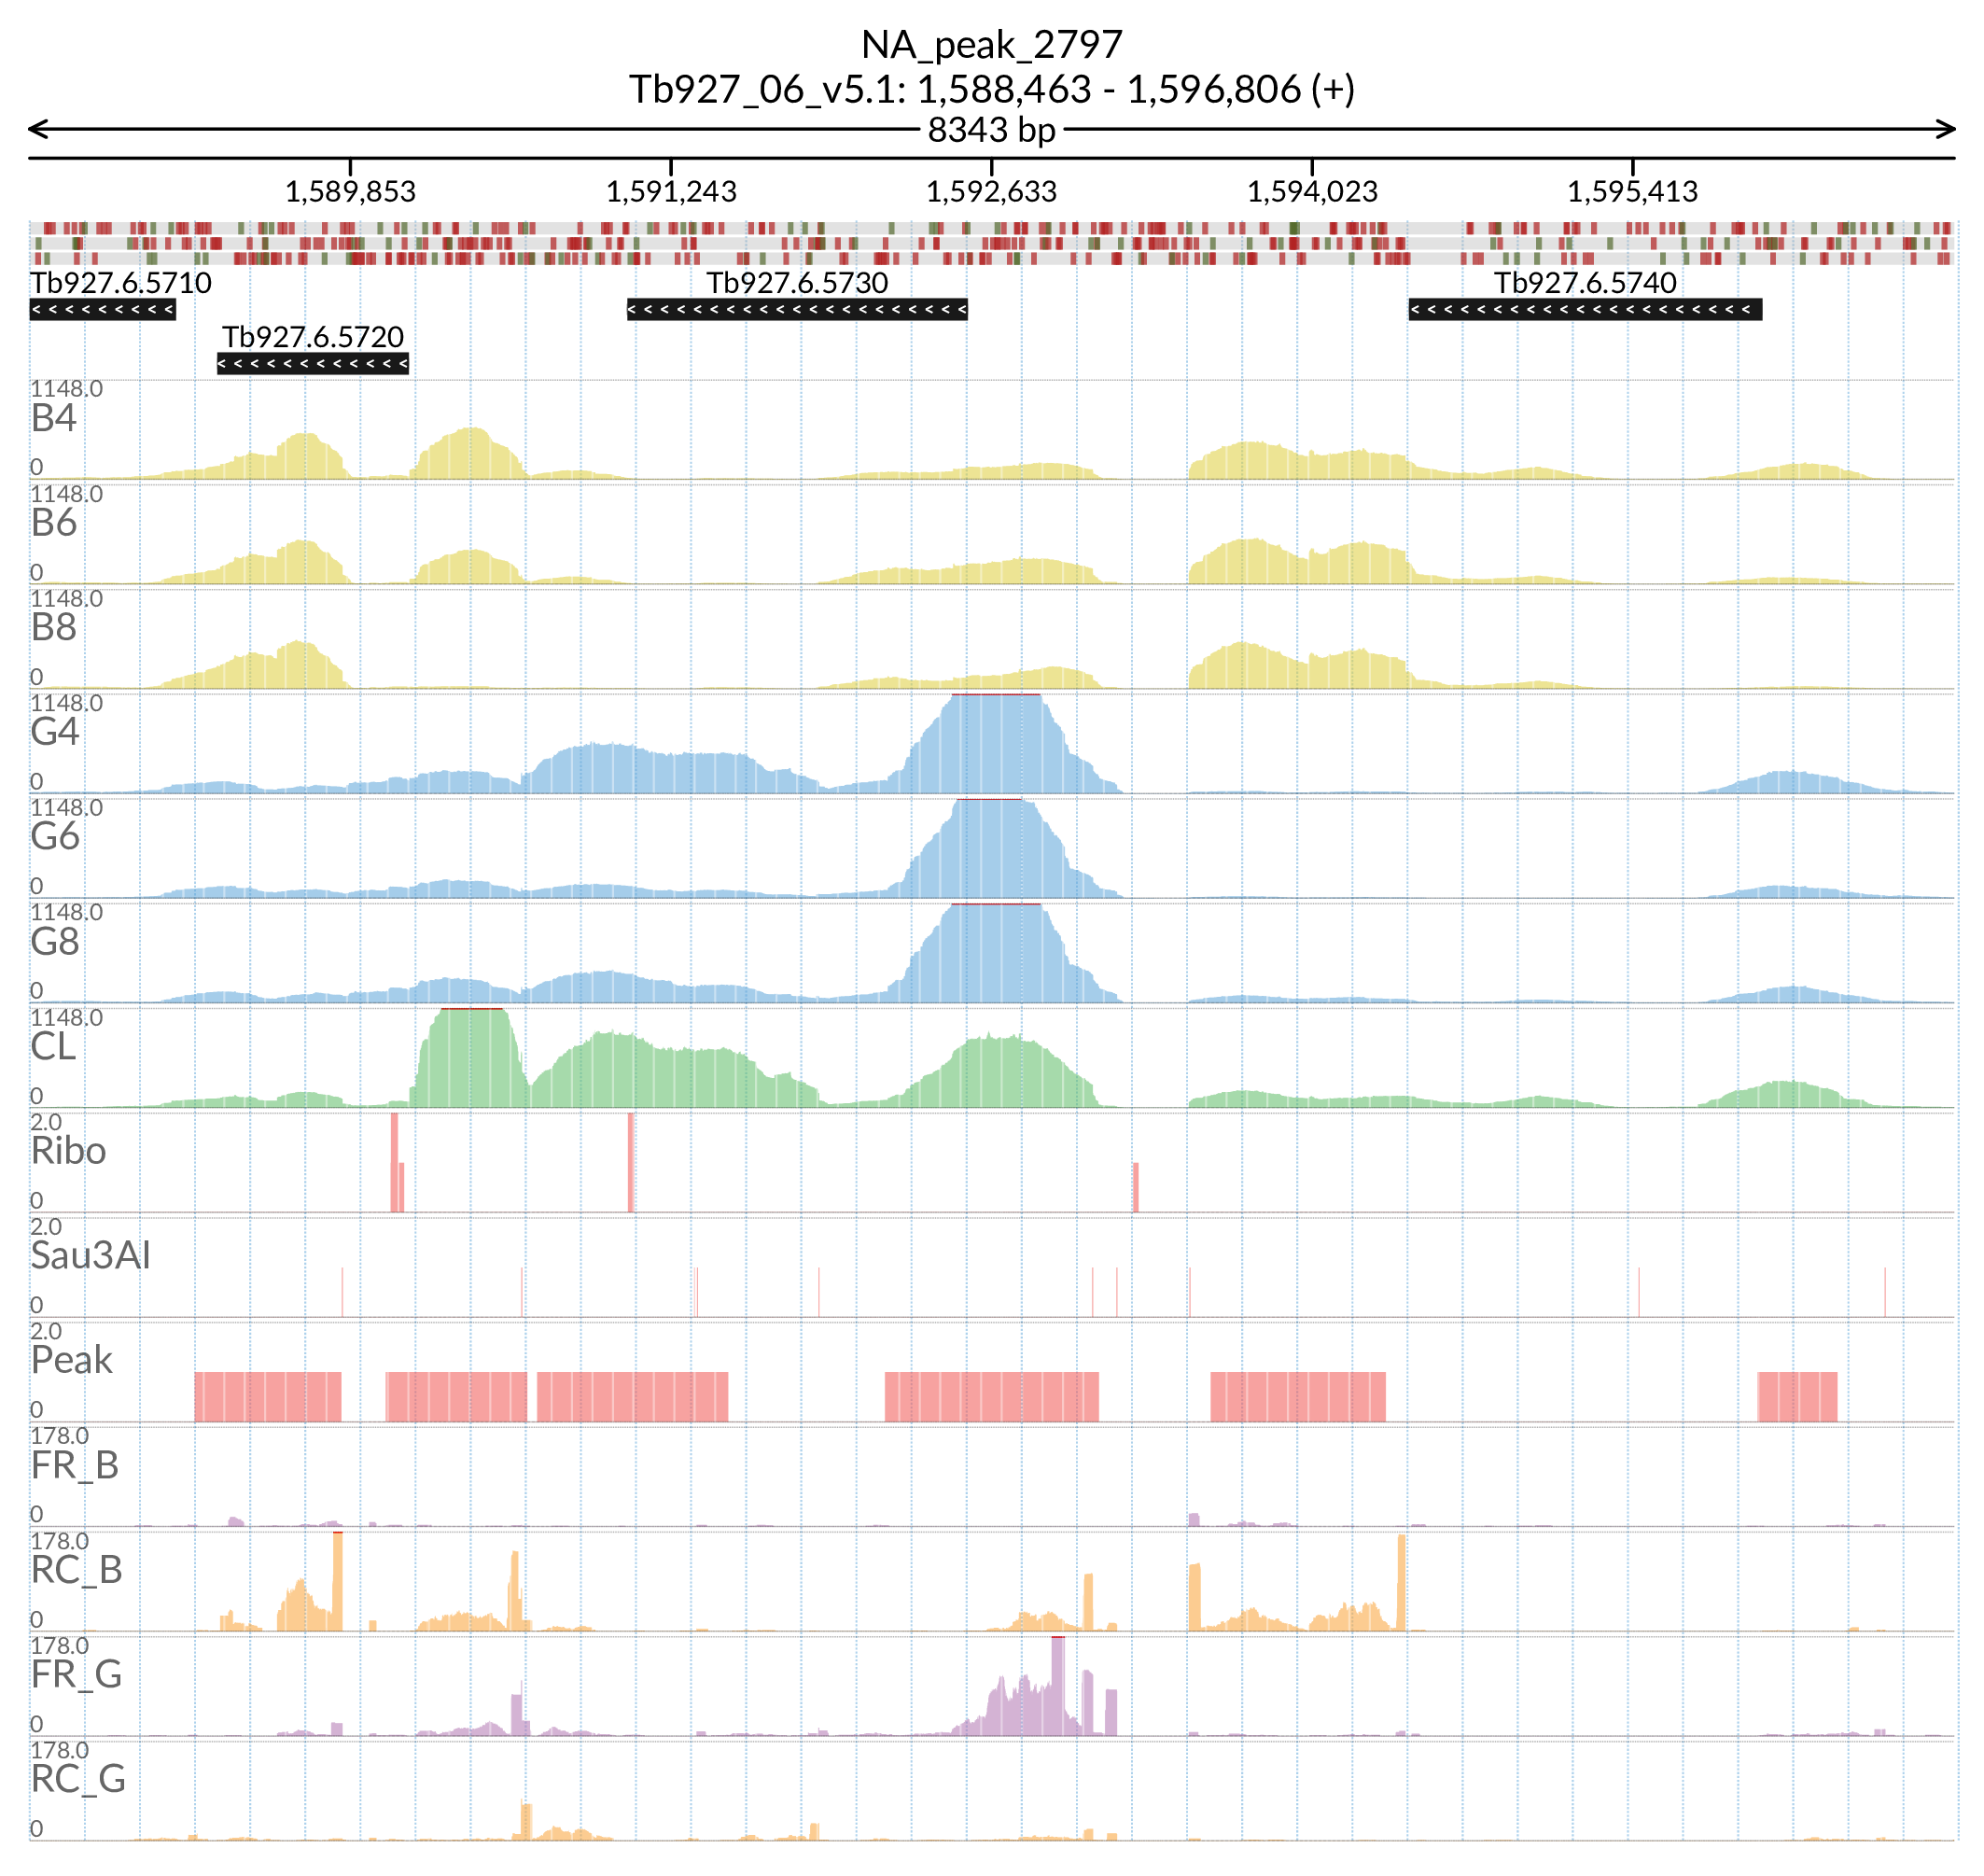 NA_peak_2797
Tb927_06_v5.1: 1,588,463 - 1,596,806 (+)
8343 bp
1,589,853 1,591,243 1,592,633 1,594,023 1,595,413
Tb927.6.5710 Tb927.6.5730 Tb927.6.5740
Tb927.6.5720
1148.0
B4
0
1148.0
B6
0
1148.0
B8
0
1148.0
G4
0
1148.0
G6
0
1148.0
G8
0
1148.0
CL
0
2.0
Ribo
0
2.0
Sau3AI
0
2.0
Peak
0
178.0
FR_B
0
178.0
RC_B
0
178.0
FR_G
0
178.0
RC_G
0